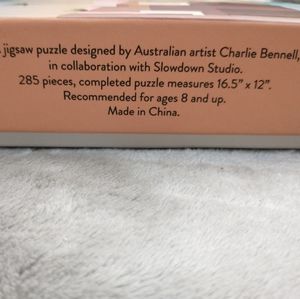 jigsaw puzzle designed by Australian artist Charlie Bennell,
in collaboration with Slowdown Studio.
285 pieces, completed puzzle measures 16.5" x 12".
Recommended for ages 8 and up.
Made in China.